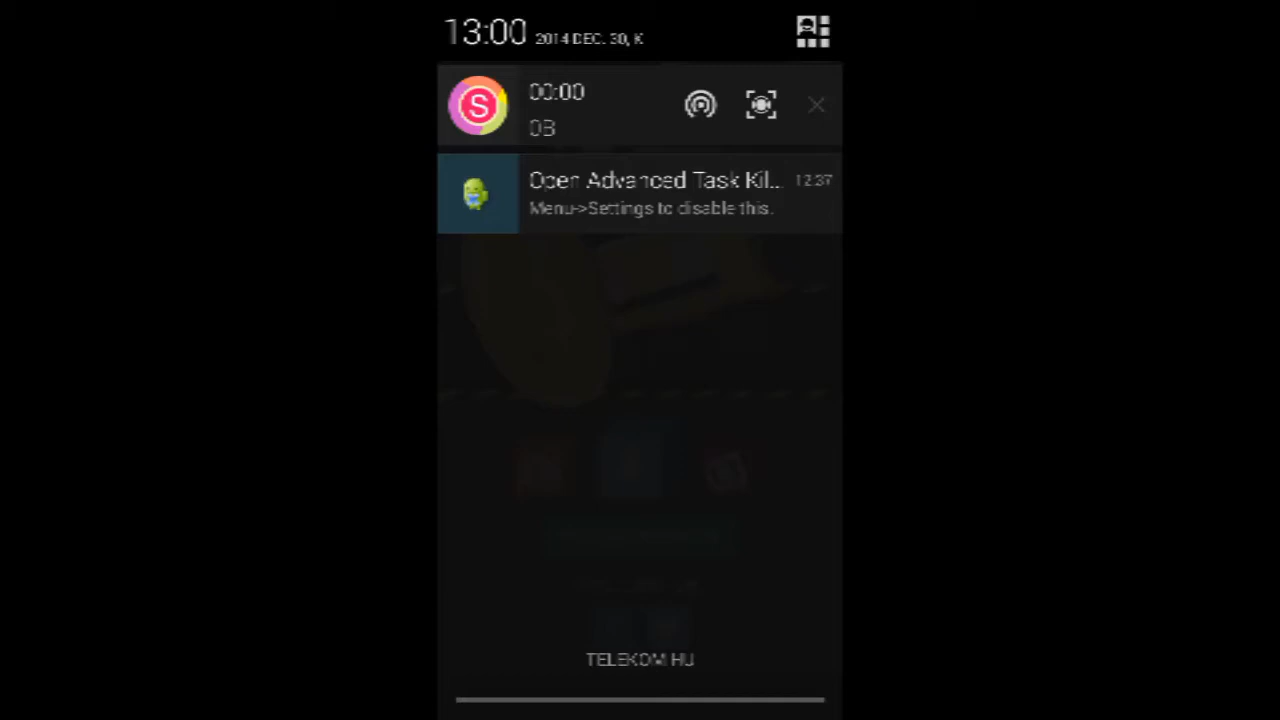 13:00 2014 DEC. 30., K
S
00:00
0B
Open Advanced Task Kil... 12:37
Menu->Settings to disable this.
TELEKOM HU